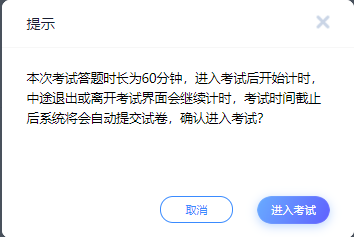 提示
本次考试答题时长为60分钟，进入考试后开始计时，
中途退出或离开考试界面会继续计时，考试时间截止
后系统将会自动提交试卷，确认进入考试？
取消
进入考试